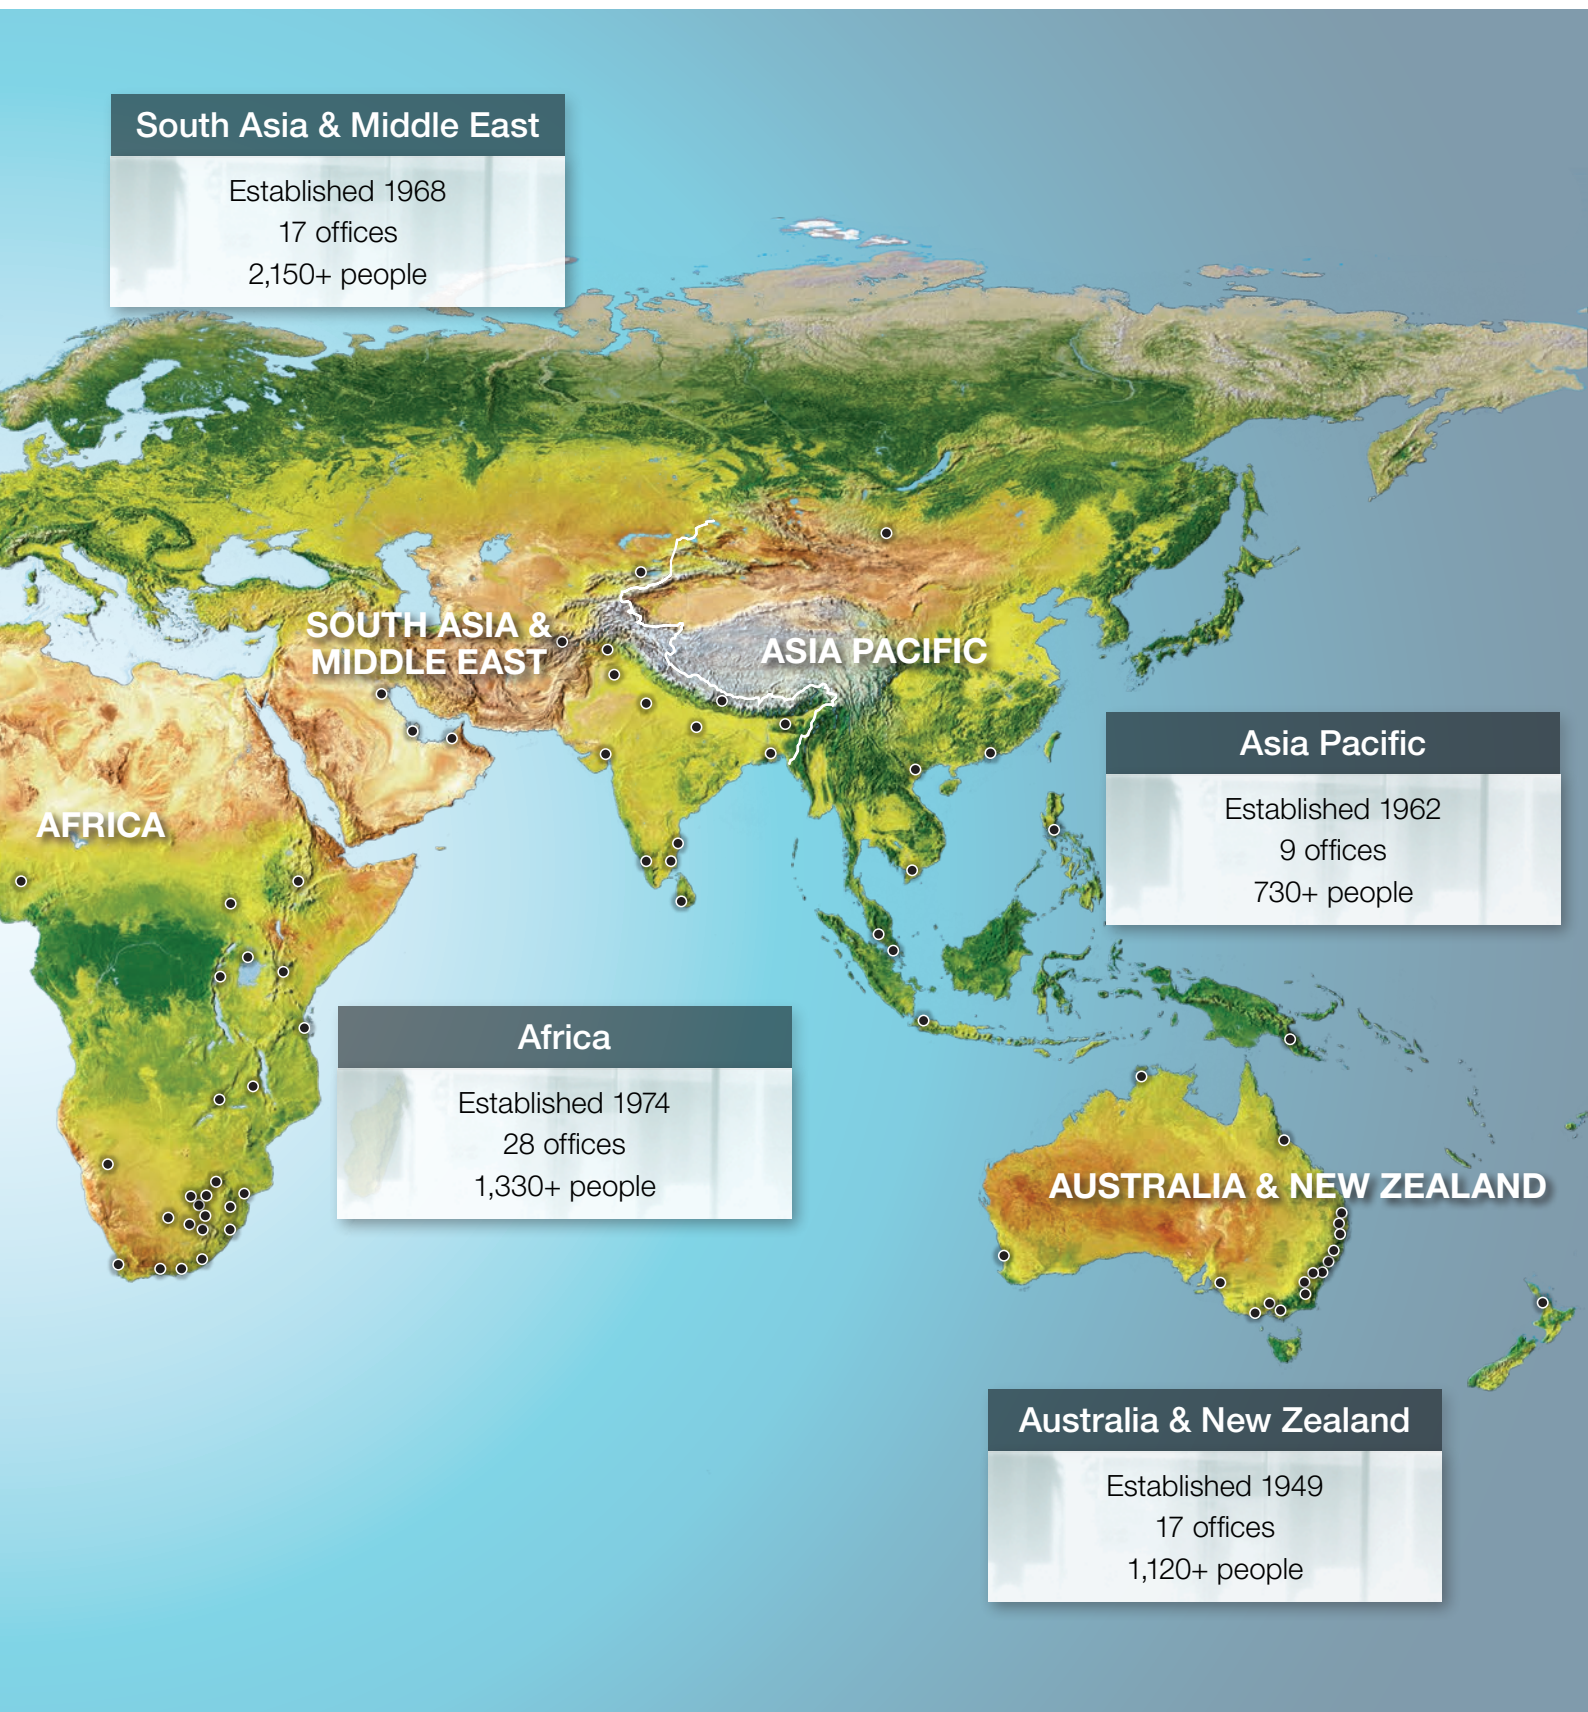 South Asia & Middle East
Established 1968
17 offices
2,150+ people
SOUTH ASIA &
MIDDLE EAST
ASIA PACIFIC
Asia Pacific
Established 1962
9 offices
730+ people
AFRICA
Africa
Established 1974
28 offices
1,330+ people
AUSTRALIA & NEW ZEALAND
Australia & New Zealand
Established 1949
17 offices
1,120+ people